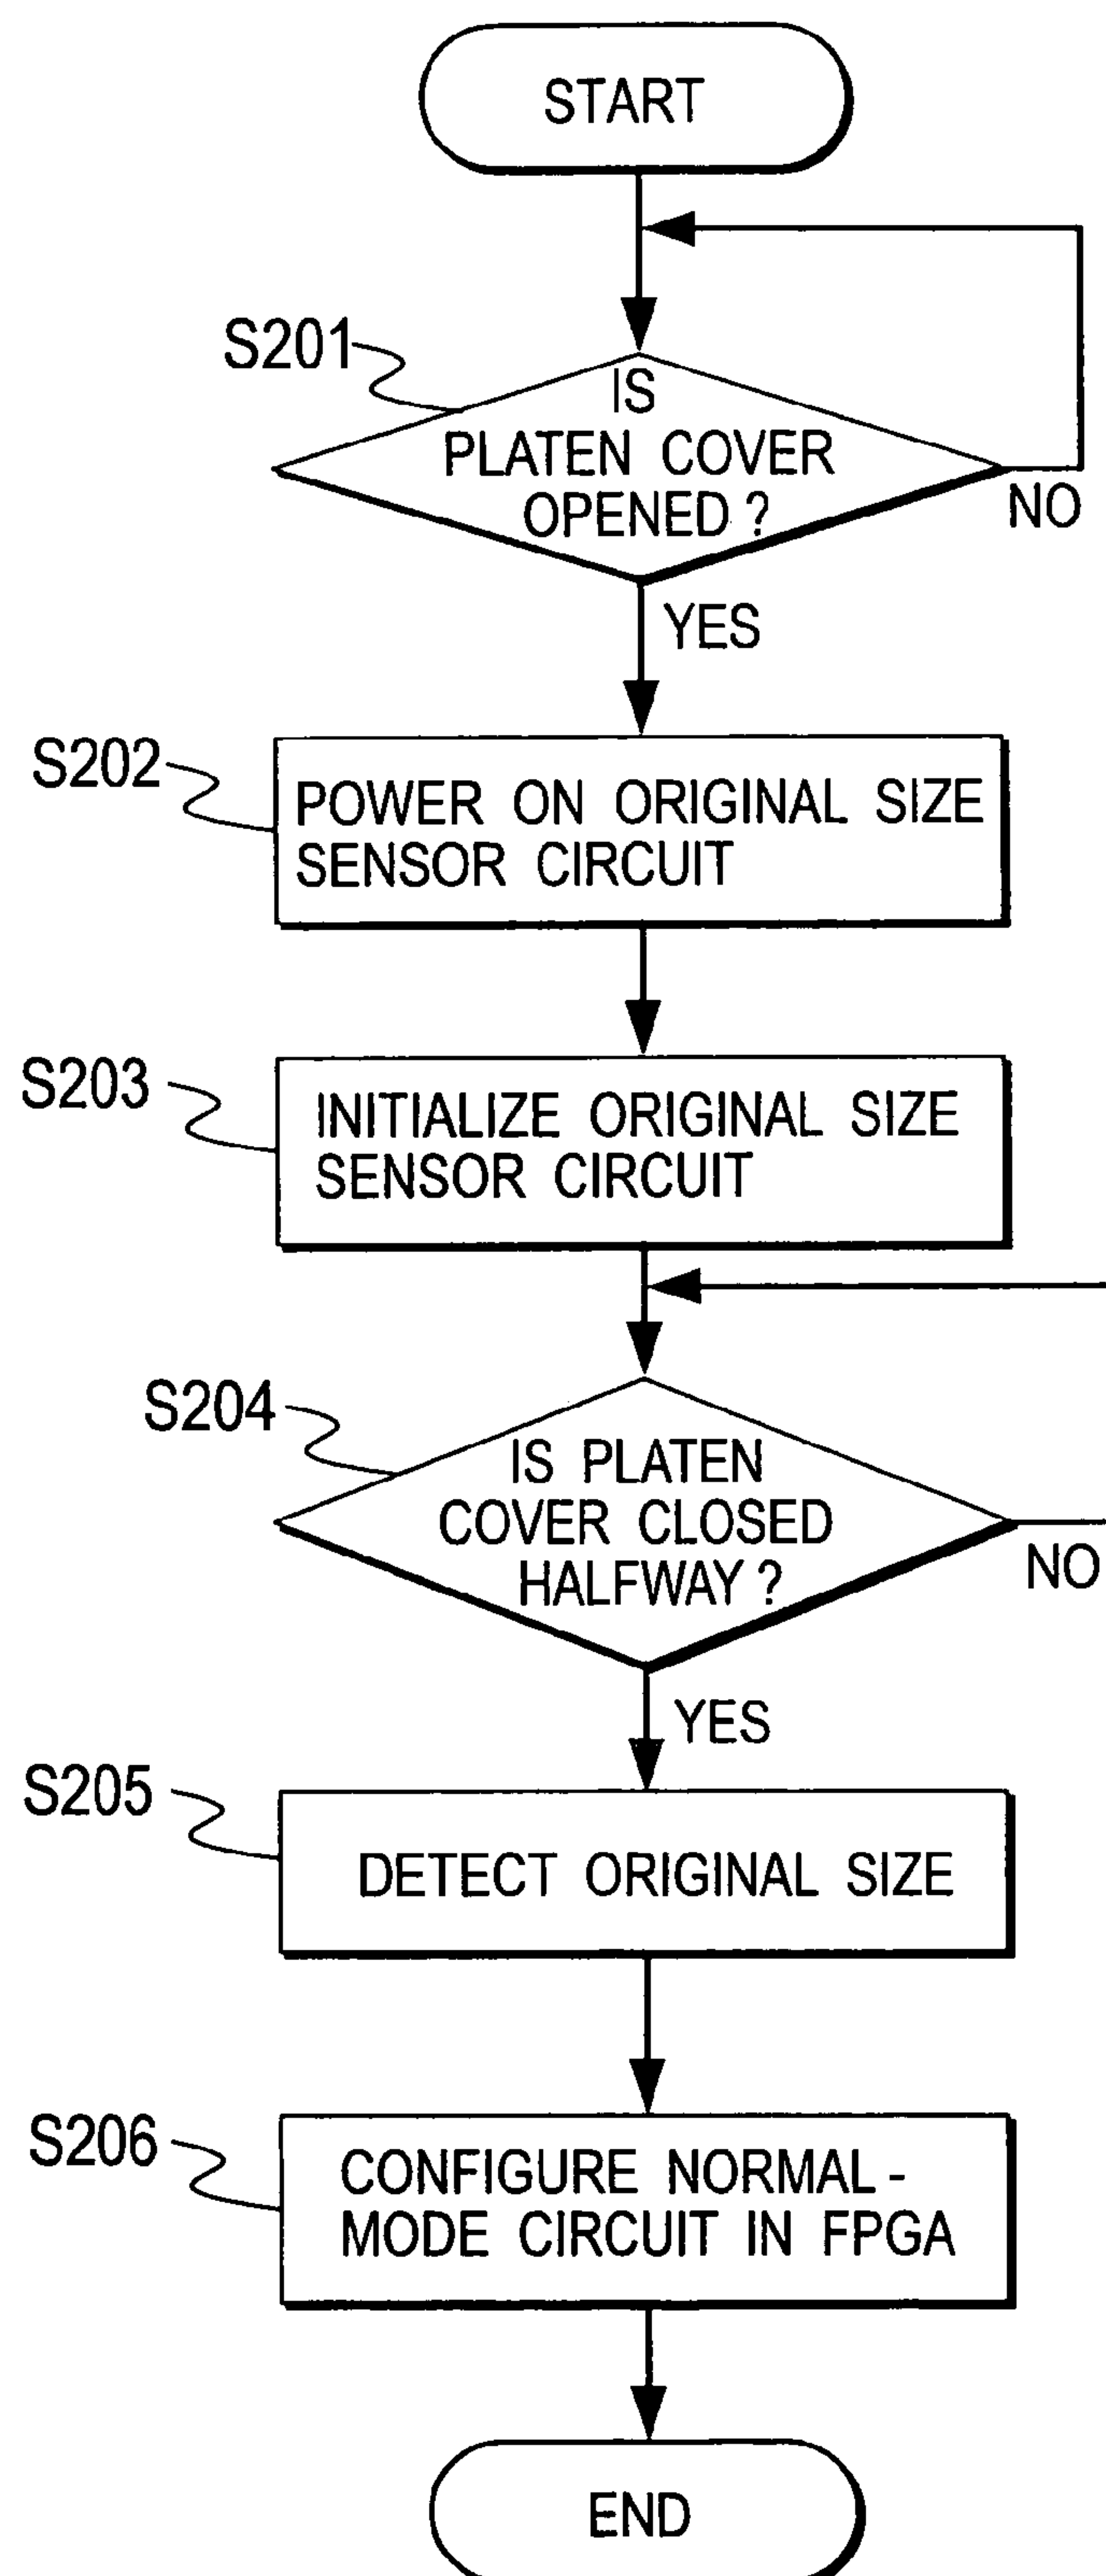 START
S201
IS
PLATEN COVER
OPENED ?
NO
YES
S202
POWER ON ORIGINAL SIZE
SENSOR CIRCUIT
S203
INITIALIZE ORIGINAL SIZE
SENSOR CIRCUIT
S204
IS PLATEN
COVER CLOSED
HALFWAY ?
NO
YES
S205
DETECT ORIGINAL SIZE
S206
CONFIGURE NORMAL -
MODE CIRCUIT IN FPGA
END